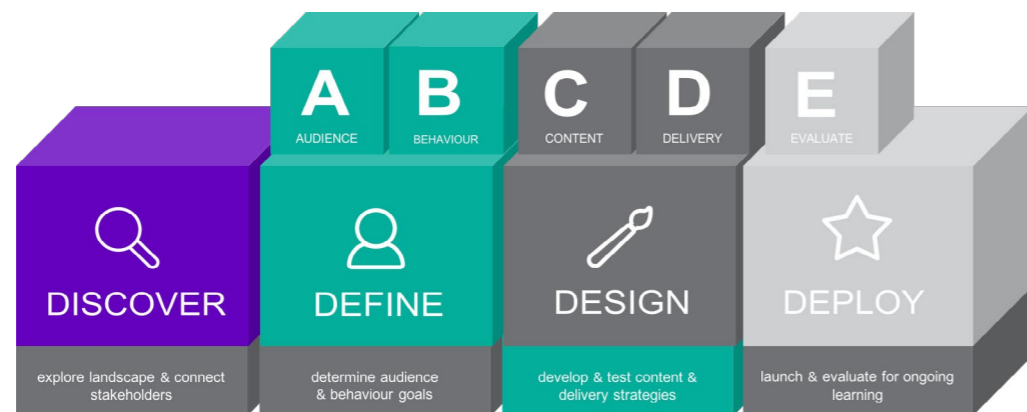 A
AUDIENCE
B
BEHAVIOUR
C
CONTENT
D
DELIVERY
E
EVALUATE
DISCOVER
explore landscape & connect
stakeholders
DEFINE
determine audience
& behaviour goals
DESIGN
develop & test content &
delivery strategies
DEPLOY
launch & evaluate for ongoing
learning